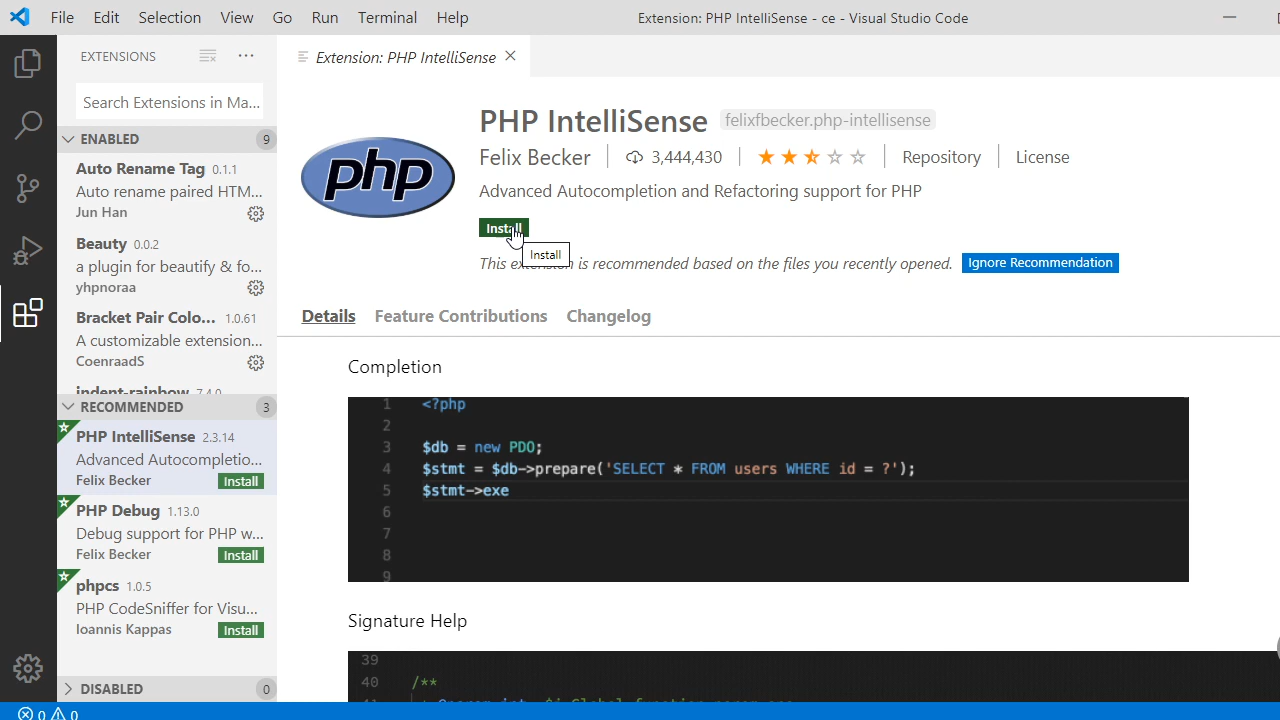 File Edit Selection View Go Run Terminal Help Extension: PHP IntelliSense - ce - Visual Studio Code
EXTENSIONS
Search Extensions in Ma...
ENABLED 9
Auto Rename Tag 0.1.1
Auto rename paired HTM...
Jun Han
Beauty 0.0.2
a plugin for beautify & fo...
yhpnoraa
Bracket Pair Colo... 1.0.61
A customizable extension...
CoenraadS
indent-rainbow 7.4.0
RECOMMENDED 3
PHP IntelliSense 2.3.14
Advanced Autocompletio...
Felix Becker Install
PHP Debug 1.13.0
Debug support for PHP w...
Felix Becker Install
phpcs 1.0.5
PHP CodeSniffer for Visu...
Ioannis Kappas Install
DISABLED 0
0 0
Extension: PHP IntelliSense
php
PHP IntelliSense felixfbecker.php-intellisense
Felix Becker 3,444,430 Repository License
Advanced Autocompletion and Refactoring support for PHP
Install
Install
This extension is recommended based on the files you recently opened. Ignore Recommendation
Details Feature Contributions Changelog
Completion
1 <?php
2
3 $db = new PDO;
4 $stmt = $db->prepare('SELECT * FROM users WHERE id = ?');
5 $stmt->exe
6
7
8
9
Signature Help
39
40 /**